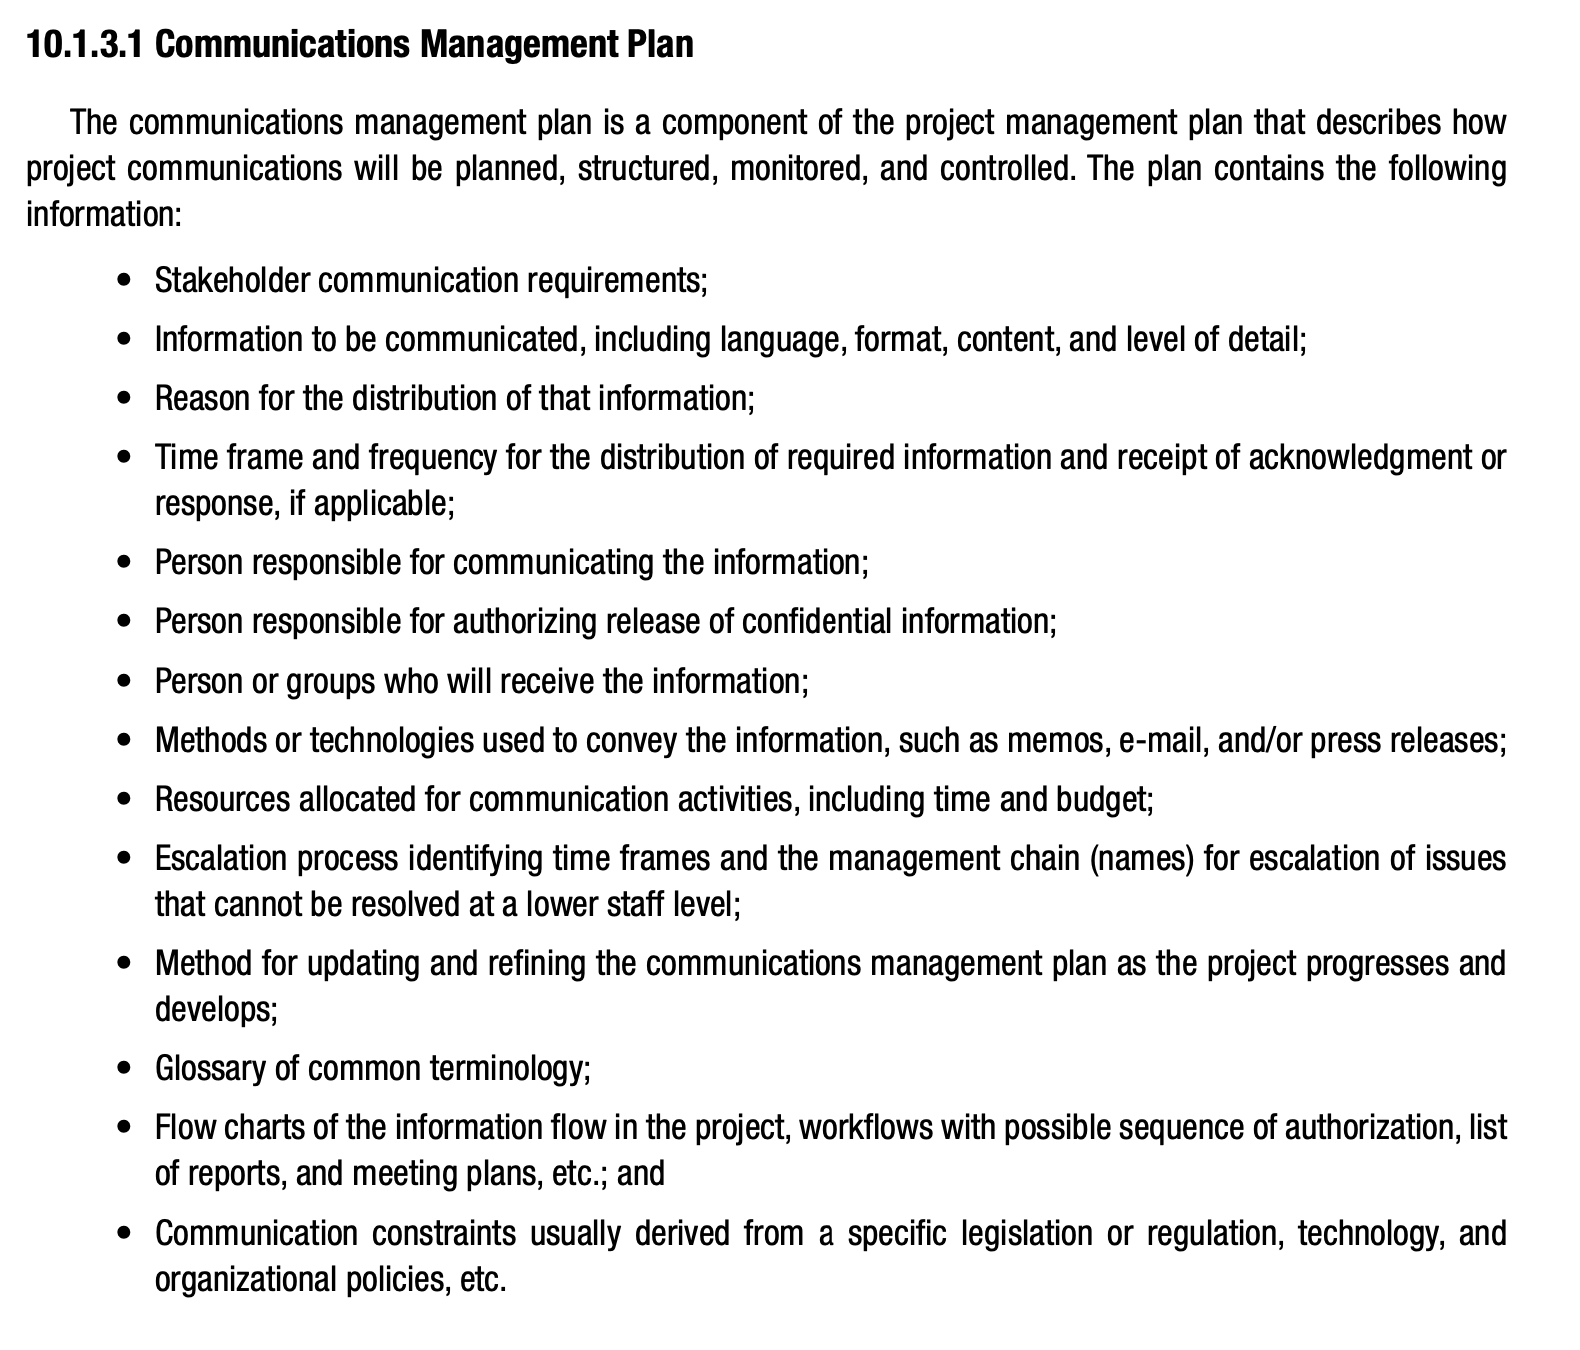 10.1.3.1 Communications Management Plan
The communications management plan is a component of the project management plan that describes how
project communications will be planned, structured, monitored, and controlled. The plan contains the following
information:
• Stakeholder communication requirements;
• Information to be communicated, including language, format, content, and level of detail;
• Reason for the distribution of that information;
• Time frame and frequency for the distribution of required information and receipt of acknowledgment or
response, if applicable;
• Person responsible for communicating the information;
• Person responsible for authorizing release of confidential information;
• Person or groups who will receive the information;
• Methods or technologies used to convey the information, such as memos, e-mail, and/or press releases;
• Resources allocated for communication activities, including time and budget;
• Escalation process identifying time frames and the management chain (names) for escalation of issues
that cannot be resolved at a lower staff level;
• Method for updating and refining the communications management plan as the project progresses and
develops;
• Glossary of common terminology;
• Flow charts of the information flow in the project, workflows with possible sequence of authorization, list
of reports, and meeting plans, etc.; and
• Communication constraints usually derived from a specific legislation or regulation, technology, and
organizational policies, etc.